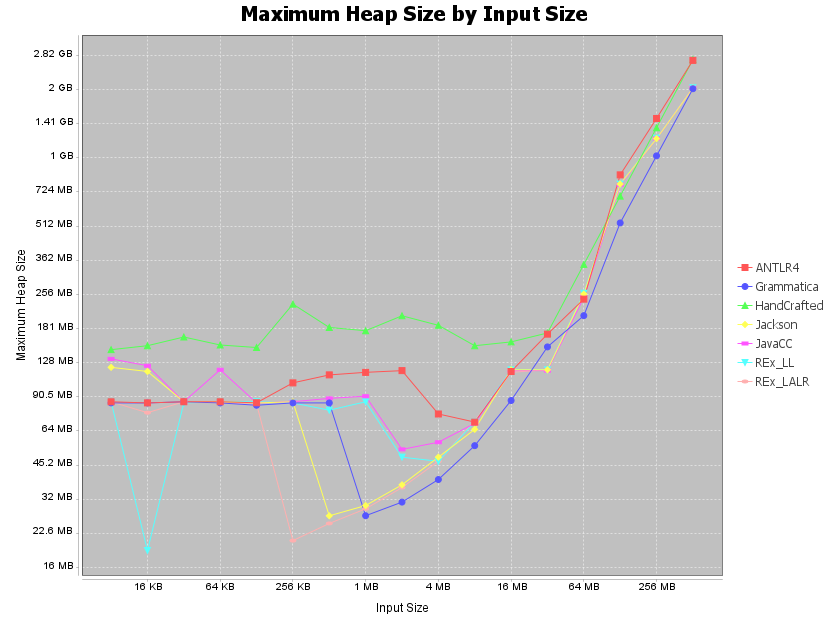 Maximum Heap Size by Input Size
2.82 GB
2 GB
1.41 GB
1 GB
724 MB
512 MB
362 MB
256 MB
181 MB
128 MB
90.5 MB
64 MB
45.2 MB
32 MB
22.6 MB
16 MB
Maximum Heap Size
16 KB 64 KB 256 KB 1 MB 4 MB 16 MB 64 MB 256 MB
Input Size
ANTLR4
Grammatica
HandCrafted
Jackson
JavaCC
REx_LL
REx_LALR